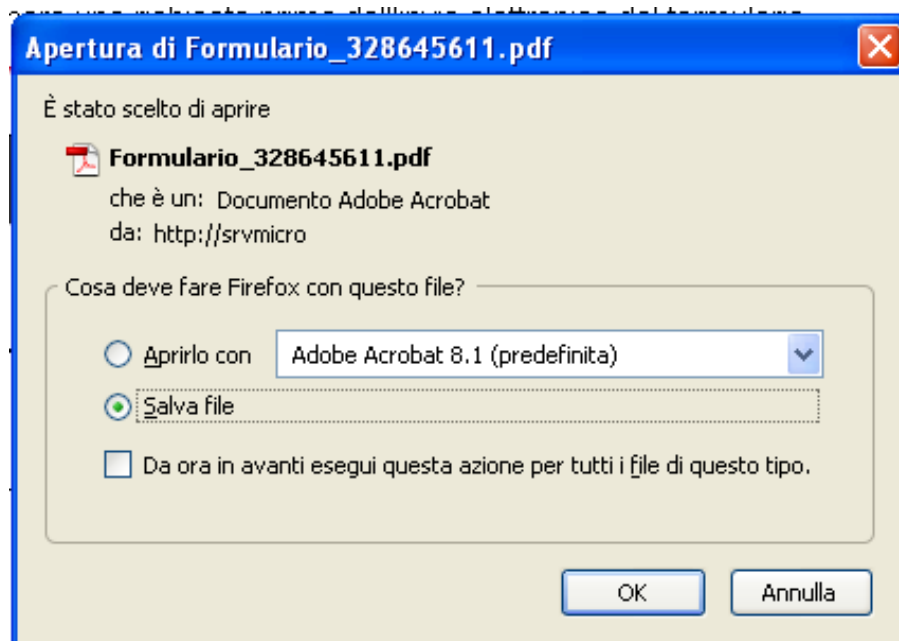 Apertura di Formulario_328645611.pdf
È stato scelto di aprire
Formulario_328645611.pdf
che è un: Documento Adobe Acrobat
da: http://srvmicro
Cosa deve fare Firefox con questo file?
Aprirlo con Adobe Acrobat 8.1 (predefinita)
Salva file
Da ora in avanti esegui questa azione per tutti i file di questo tipo.
OK Annulla